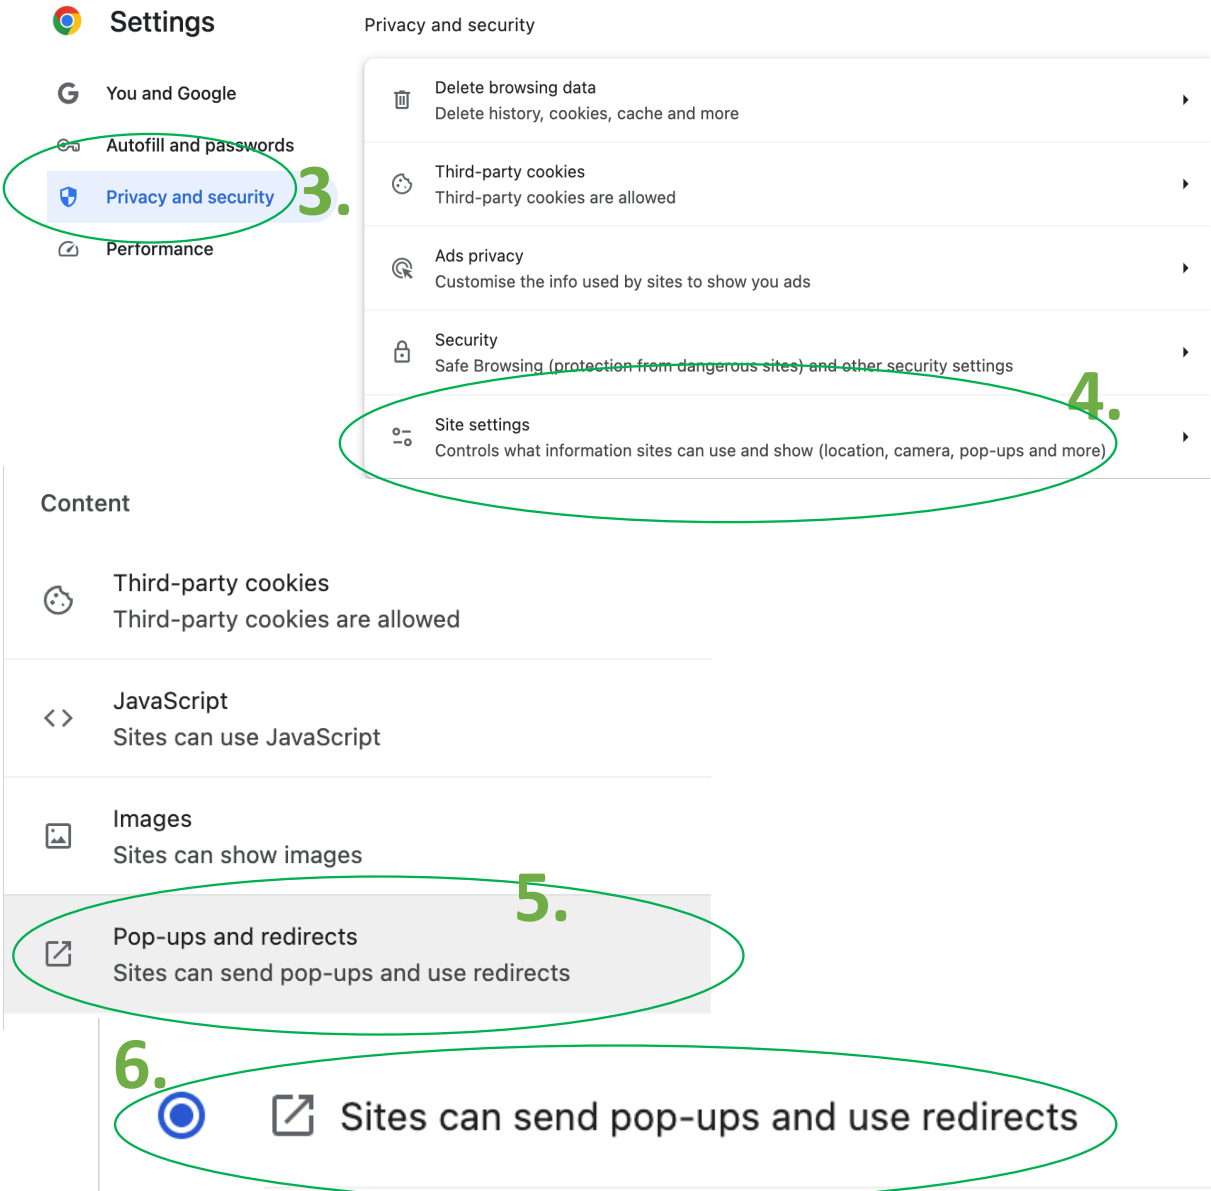 Settings
Privacy and security
You and Google
Autofill and passwords
Privacy and security
3.
Performance
Delete browsing data
Delete history, cookies, cache and more
Third-party cookies
Third-party cookies are allowed
Ads privacy
Customise the info used by sites to show you ads
Security
Safe Browsing (protection from dangerous sites) and other security settings
4.
Site settings
Controls what information sites can use and show (location, camera, pop-ups and more)
Content
Third-party cookies
Third-party cookies are allowed
JavaScript
Sites can use JavaScript
Images
Sites can show images
5.
Pop-ups and redirects
Sites can send pop-ups and use redirects
6.
Sites can send pop-ups and use redirects